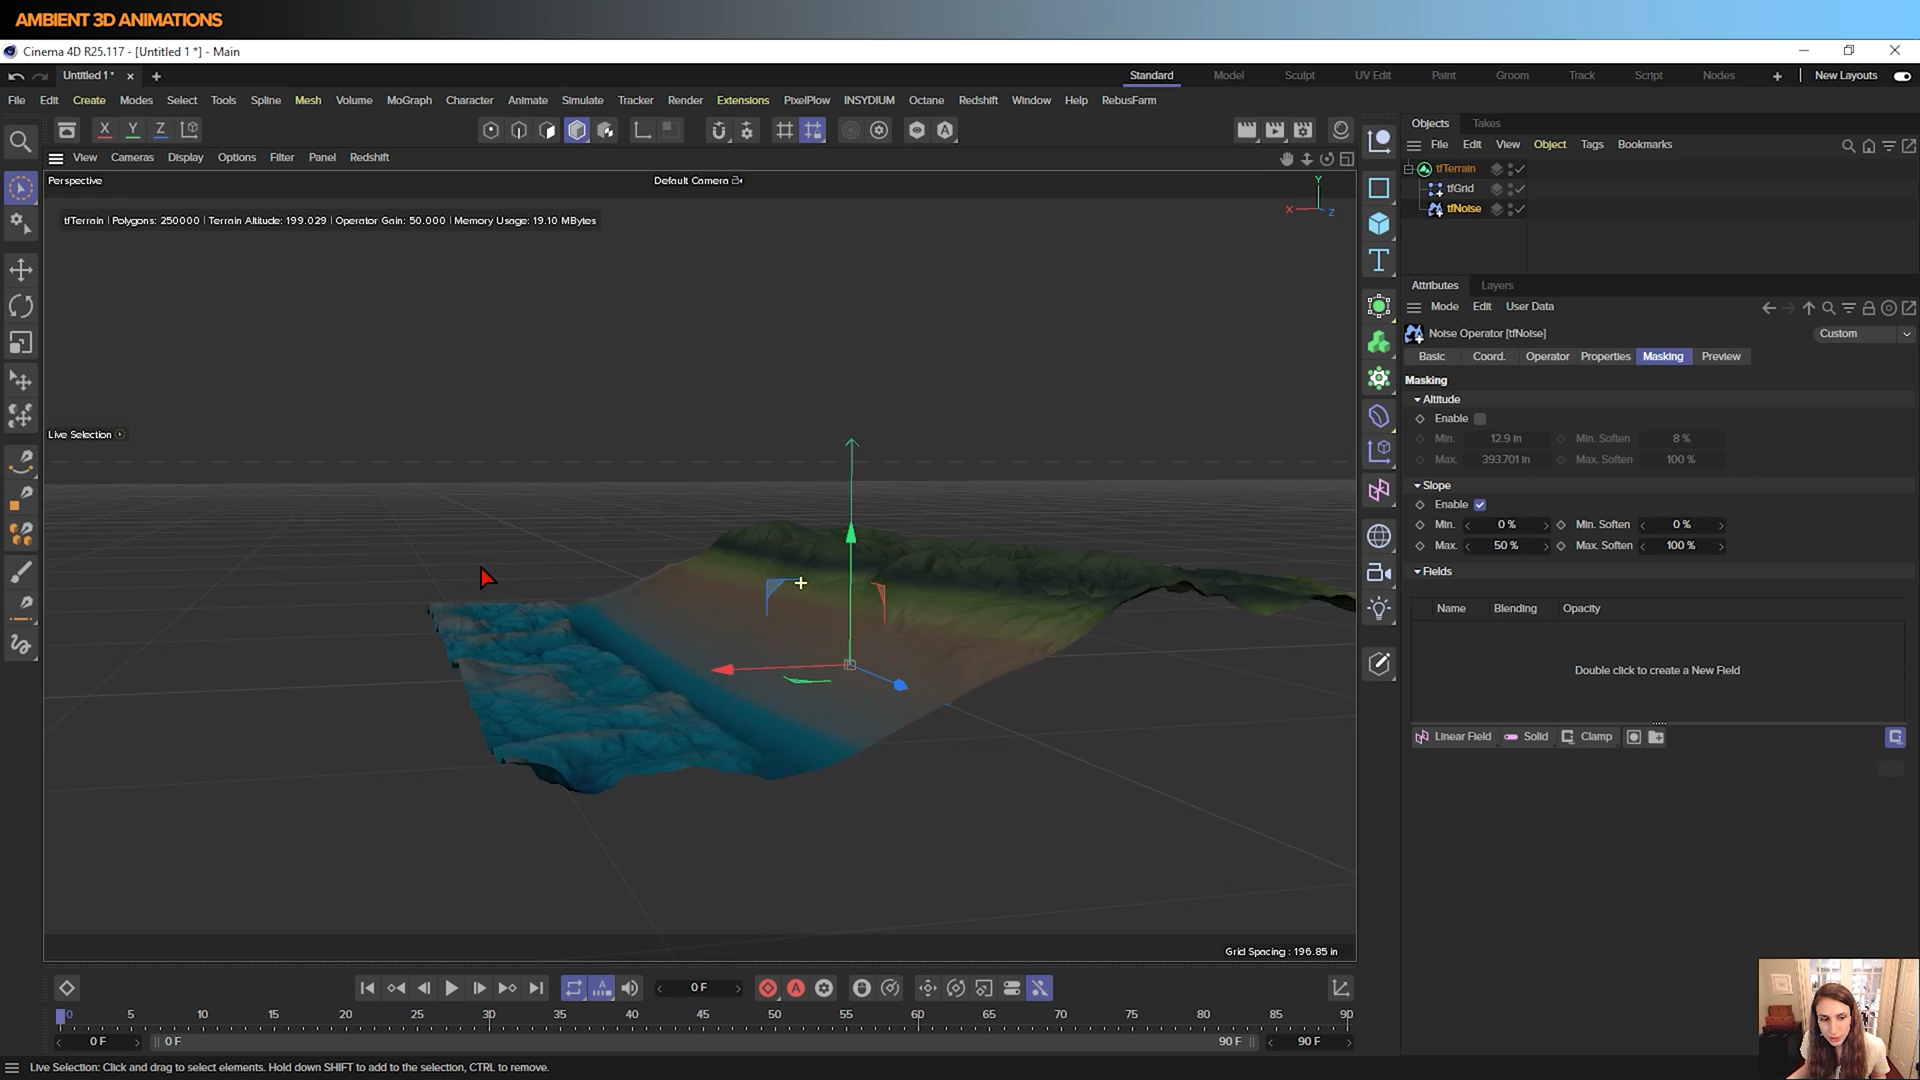 AMBIENT 3D ANIMATIONS
Cinema 4D R25.117 - [Untitled 1 *] - Main
Untitled 1 *
Standard Model Sculpt UV Edit Paint Groom Track Script Nodes New Layouts
File Edit Create Modes Select Tools Spline Mesh Volume MoGraph Character Animate Simulate Tracker Render Extensions PixelPlow INSYDIUM Octane Redshift Window Help RebusFarm
X Y Z
View Cameras Display Options Filter Panel Redshift
Perspective
Default Camera
tfTerrain | Polygons: 250000 | Terrain Altitude: 199.029 | Operator Gain: 50.000 | Memory Usage: 19.10 MBytes
Y
X
Z
Live Selection
Grid Spacing : 196.85 in
Objects Takes
File Edit View Object Tags Bookmarks
tfTerrain
tfGrid
tfNoise
Attributes Layers
Mode Edit User Data
Noise Operator [tfNoise]
Custom
Basic Coord. Operator Properties Masking Preview
Masking
Altitude
Enable
Min. 12.9 in Min. Soften 8 %
Max. 393.701 in Max. Soften 100 %
Slope
Enable
Min. 0 % Min. Soften 0 %
Max. 50 % Max. Soften 100 %
Fields
Name Blending Opacity
Double click to create a New Field
Linear Field Solid Clamp
0 F
0 5 10 15 20 25 30 35 40 45 50 55 60 65 70 75 80 85 90
0 F 0 F 90 F 90 F
Live Selection: Click and drag to select elements. Hold down SHIFT to add to the selection, CTRL to remove.